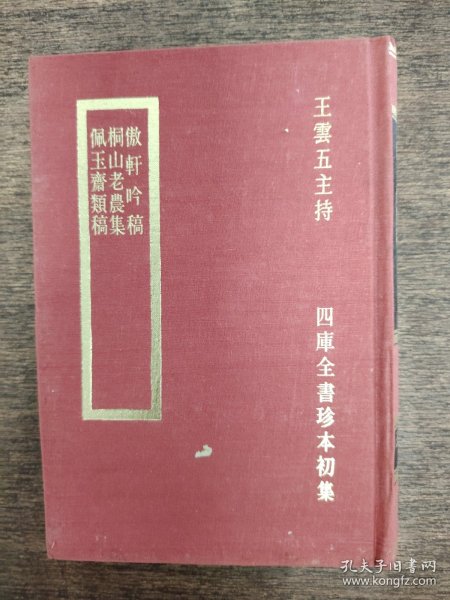 王雲五主持
四庫全書珍本初集
傲軒吟稿
桐山老農集
佩玉齋類稿
孔夫子旧书网
www.kongfz.com